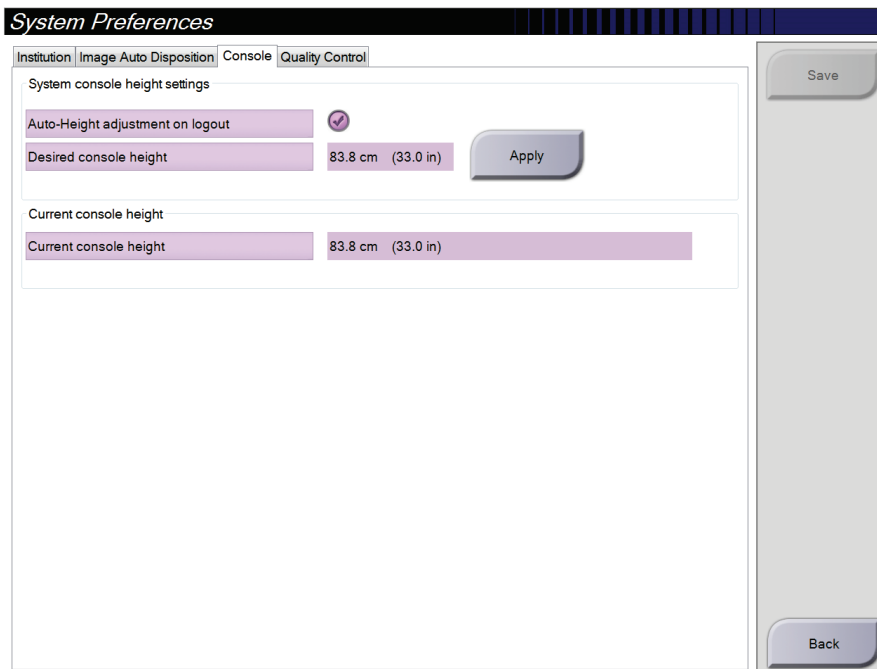 System Preferences
Institution Image Auto Disposition Console Quality Control
Save
System console height settings
Auto-Height adjustment on logout
Desired console height 83.8 cm (33.0 in) Apply
Current console height
Current console height 83.8 cm (33.0 in)
Back